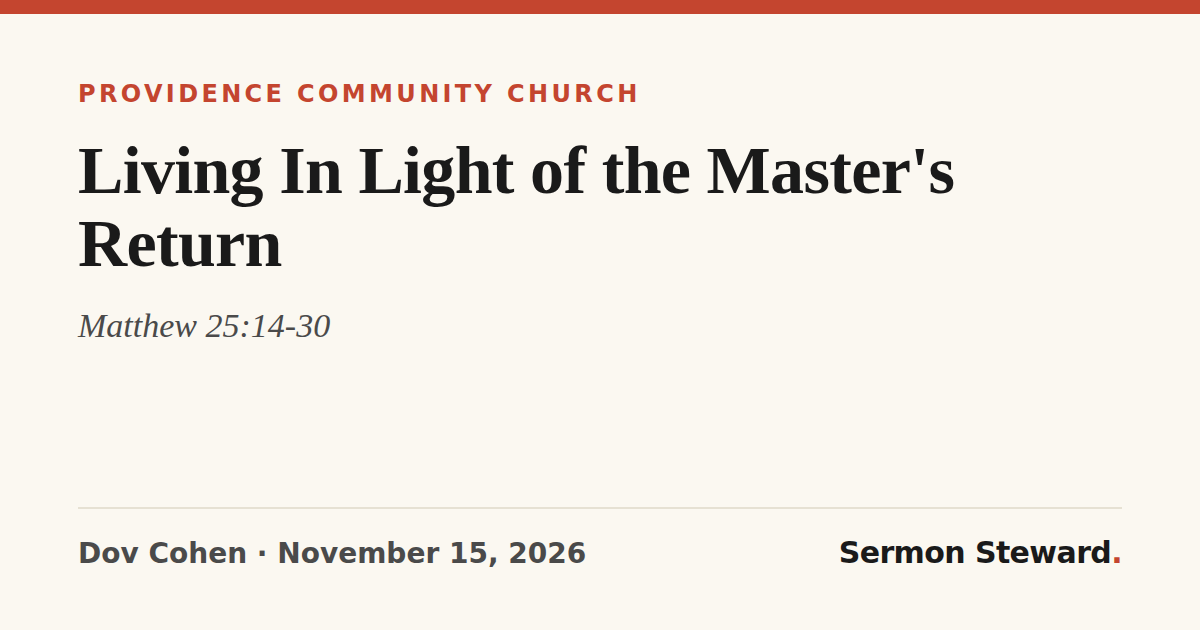 PROVIDENCE COMMUNITY CHURCH
Living In Light of the Master's
Return
Matthew 25:14-30
Dov Cohen · November 15, 2026
Sermon Steward.